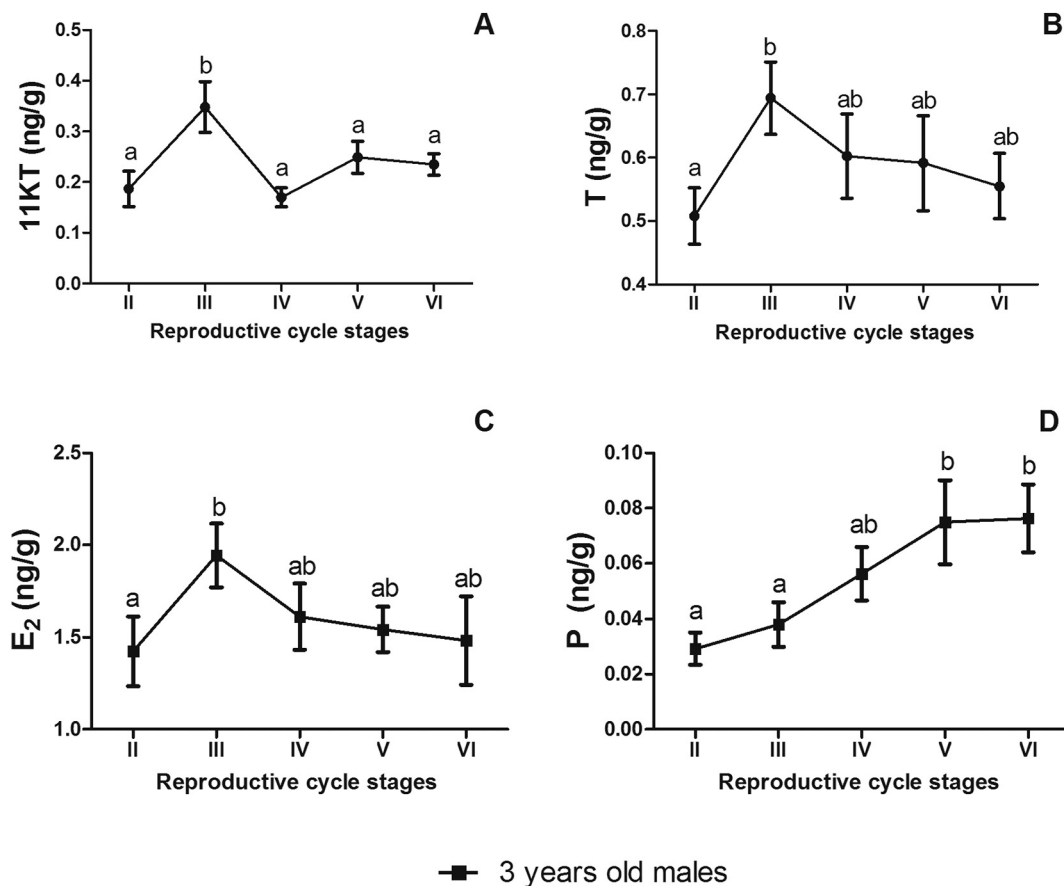 A
11KT (ng/g)
0.5
0.4
0.3
0.2
0.1
0.0
a
b
a
a
a
II III IV V VI
Reproductive cycle stages
B
T (ng/g)
0.8
0.7
0.6
0.5
0.4
a
b
ab
ab
ab
II III IV V VI
Reproductive cycle stages
C
E₂ (ng/g)
2.5
2.0
1.5
1.0
a
b
ab
ab
ab
II III IV V VI
Reproductive cycle stages
D
P (ng/g)
0.10
0.08
0.06
0.04
0.02
0.00
a
a
ab
b
b
II III IV V VI
Reproductive cycle stages
3 years old males